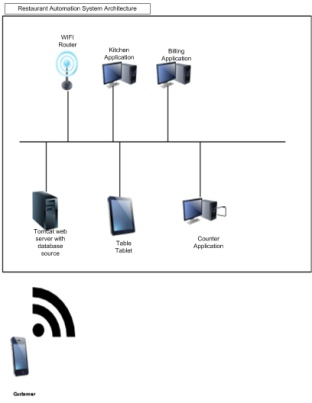 Restaurant Automation System Architecture
WIFI
Router
Kitchen
Application
Billing
Application
Tomcat web
server with
database
source
Table
Tablet
Counter
Application
Customer